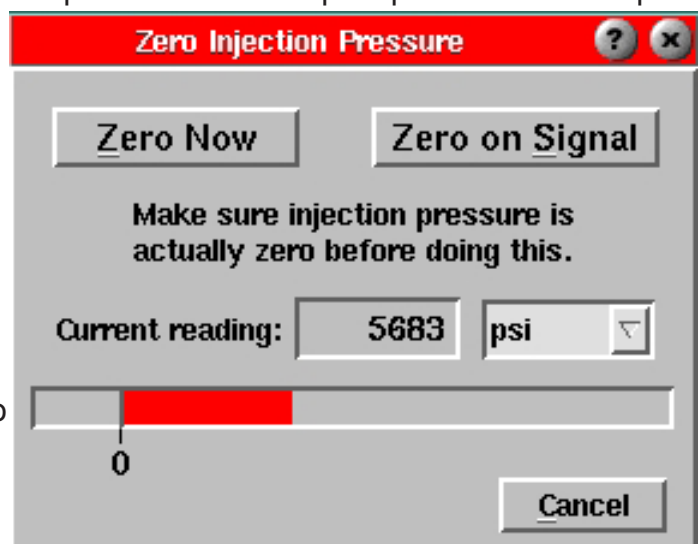 Zero Injection Pressure ? ×
Zero Now Zero on Signal
Make sure injection pressure is
actually zero before doing this.
Current reading: 5683 psi
0
Cancel